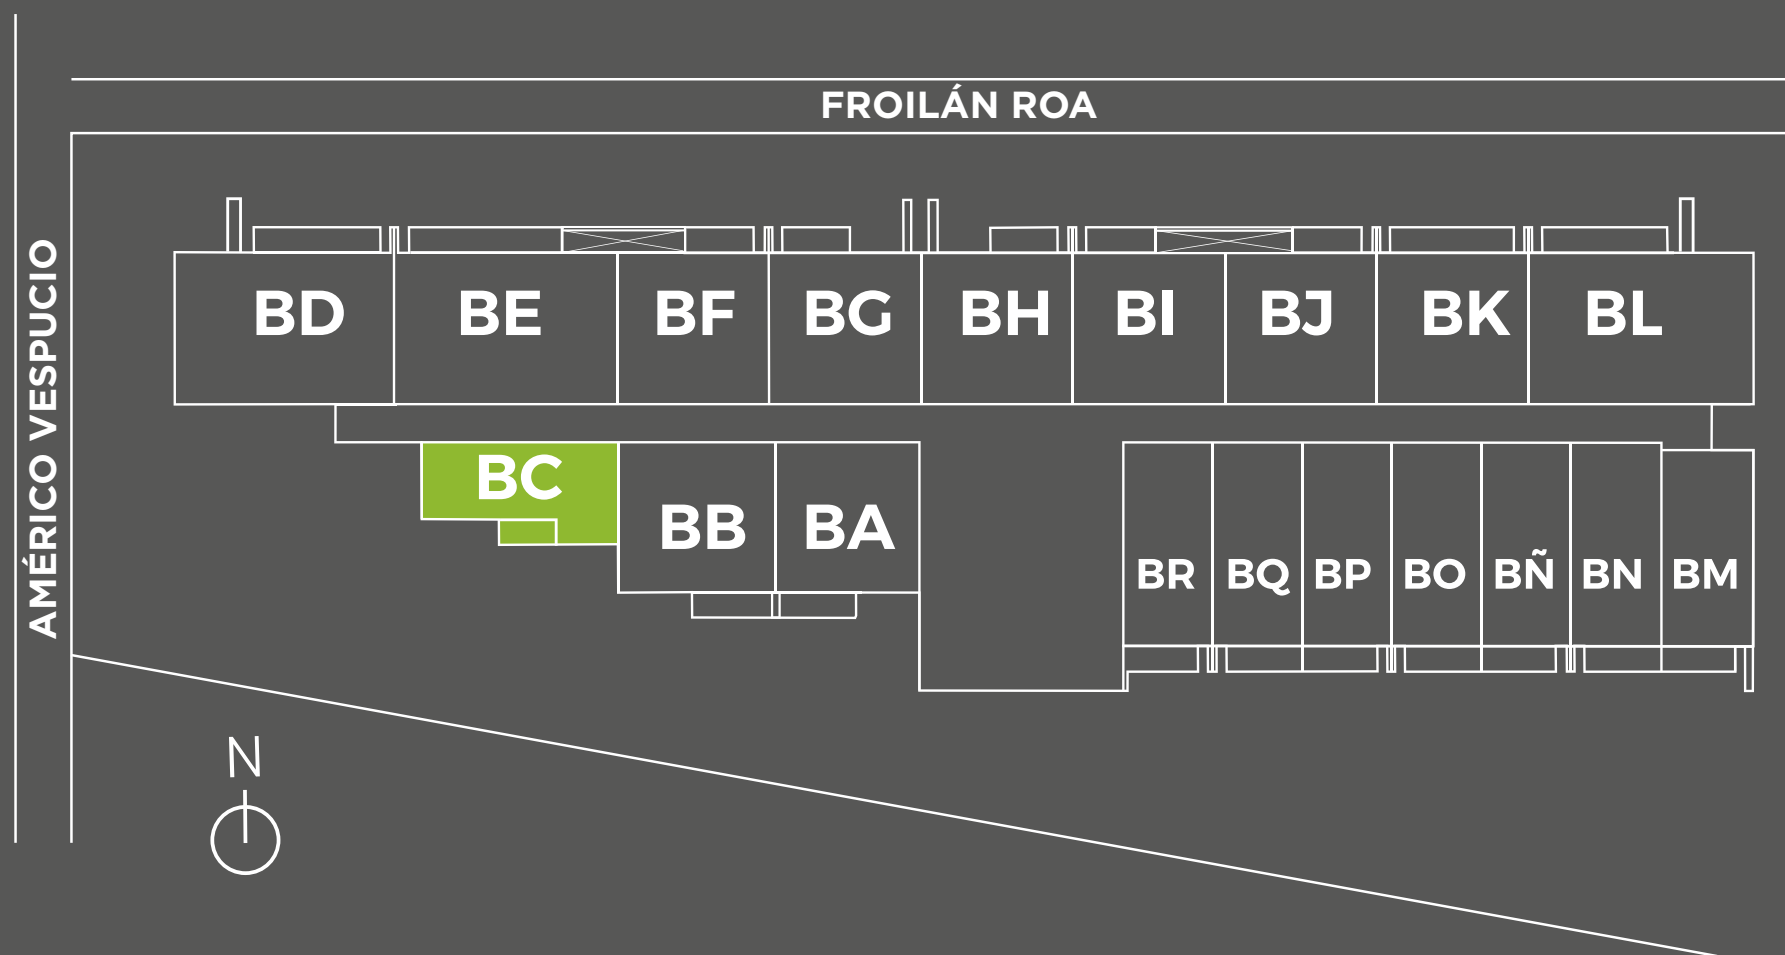 FROILÁN ROA
AMÉRICO VESPUCIO
BD BE BF BG BH BI BJ BK BL
BC
BB BA
BR BQ BP BO BÑ BN BM
N